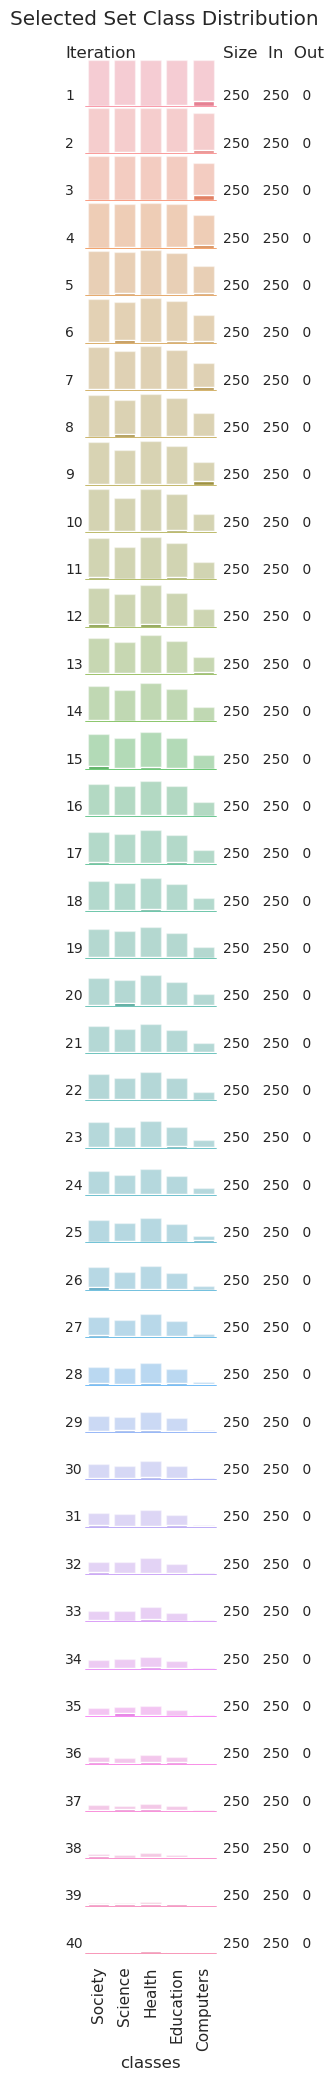 Selected Set Class Distribution
Iteration Size In Out
1 250 250 0
2 250 250 0
3 250 250 0
4 250 250 0
5 250 250 0
6 250 250 0
7 250 250 0
8 250 250 0
9 250 250 0
10 250 250 0
11 250 250 0
12 250 250 0
13 250 250 0
14 250 250 0
15 250 250 0
16 250 250 0
17 250 250 0
18 250 250 0
19 250 250 0
20 250 250 0
21 250 250 0
22 250 250 0
23 250 250 0
24 250 250 0
25 250 250 0
26 250 250 0
27 250 250 0
28 250 250 0
29 250 250 0
30 250 250 0
31 250 250 0
32 250 250 0
33 250 250 0
34 250 250 0
35 250 250 0
36 250 250 0
37 250 250 0
38 250 250 0
39 250 250 0
40 250 250 0
Society
Science
Health
Education
Computers
classes